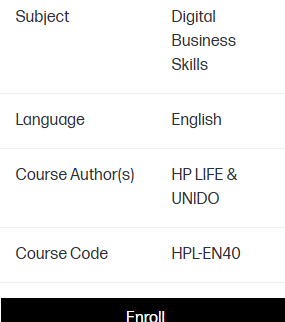 Subject
Digital
Business
Skills
Language
English
Course Author(s)
HP LIFE &
UNIDO
Course Code
HPL-EN40
Enroll